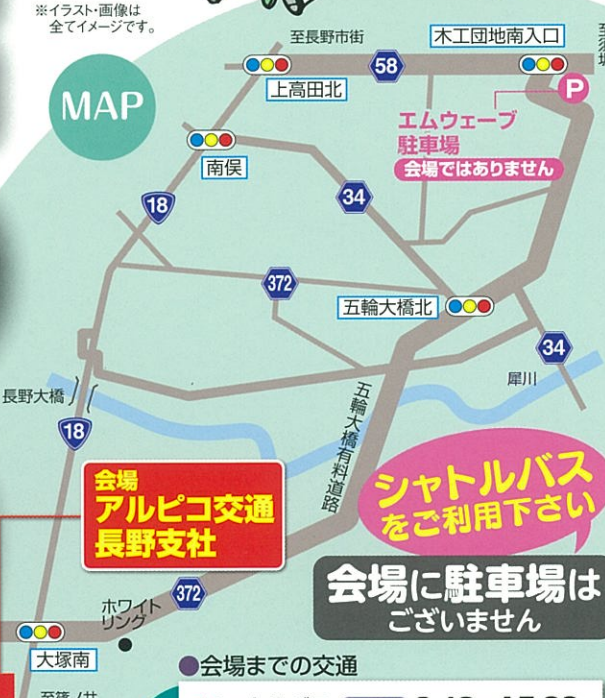 ※イラスト・画像は
全てイメージです。
MAP
至長野市街
木工団地南入口
58
上高田北
P
エムウェーブ
駐車場
会場ではありません
南俣
18
34
372
五輪大橋北
34
犀川
長野大橋
18
五輪大橋有料道路
会場
アルピコ交通
長野支社
シャトルバス
をご利用下さい
会場に駐車場は
ございません
372
ホワイト
リング
大塚南
●会場までの交通